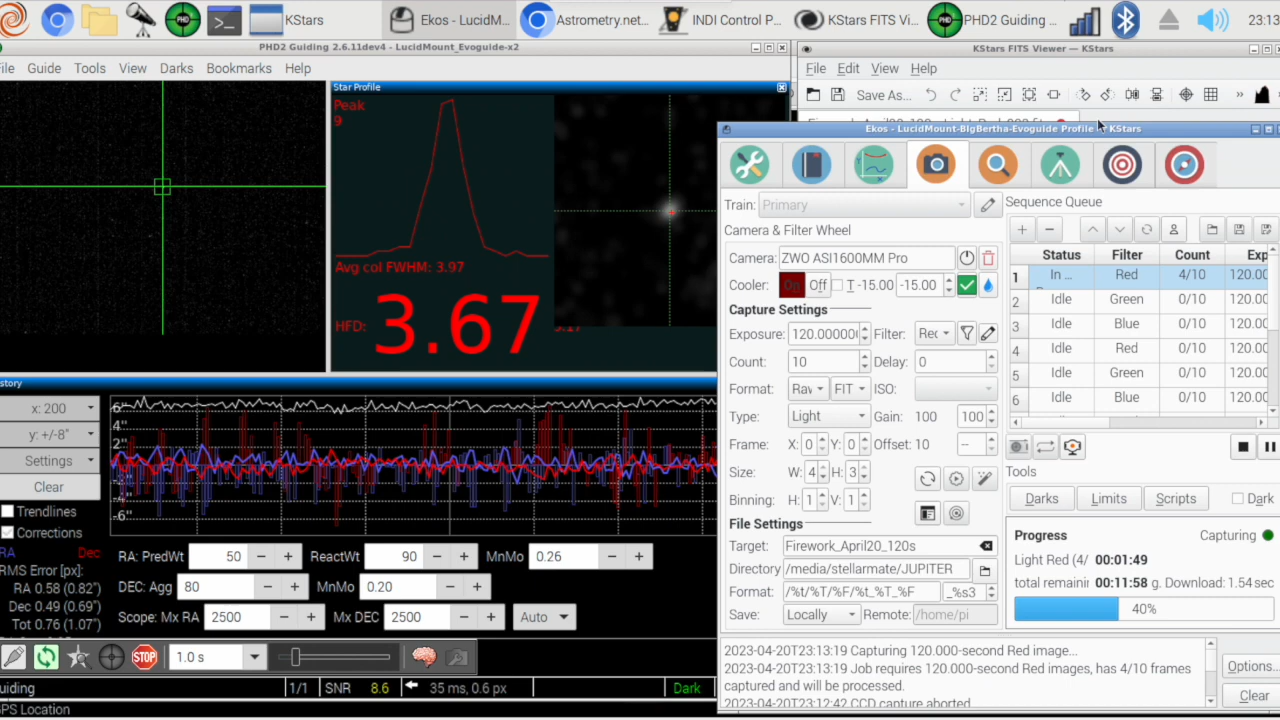 KStars
Ekos - LucidM...
Astrometry.net...
INDI Control P...
KStars FITS Vi...
PHD2 Guiding ...
23:13
PHD2 Guiding 2.6.11dev4 - LucidMount_Evoguide-x2
File Guide Tools View Darks Bookmarks Help
Star Profile
Peak
9
Avg col FWHM: 3.97
HFD: 3.67
x: 200
y: +/-8"
Settings
Clear
Trendlines
Corrections
RA Dec
RMS Error [px]:
RA 0.58 (0.82")
Dec 0.49 (0.69")
Tot 0.76 (1.07")
6"
4"
2"
-6"
RA: PredWt 50 - + ReactWt 90 - + MnMo 0.26 - +
DEC: Agg 80 - + MnMo 0.20 - +
Scope: Mx RA 2500 - + Mx DEC 2500 - + Auto
PHD
STOP
1.0 s
uiding
1/1 SNR 8.6 35 ms, 0.6 px Dark
GPS Location
KStars FITS Viewer — KStars
File Edit View Help
Save As...
Ekos - LucidMount-BIgBertha-Evoguide Profile - KStars
Train: Primary
Camera & Filter Wheel
Camera: ZWO ASI1600MM Pro
Cooler: On Off T -15.00 -15.00
Capture Settings
Exposure: 120.00000( Filter: Rec
Count: 10 Delay: 0
Format: Rav FIT ISO:
Type: Light Gain: 100 100
Frame: X: 0 Y: 0 Offset: 10 --
Size: W: 4 H: 3
Binning: H: 1 V: 1
File Settings
Target: Firework_April20_120s
Directory /media/stellarmate/JUPITER
Format: /%t/%T/%F/%t_%T_%F _%s3
Save: Locally Remote: /home/pi
Sequence Queue
Status Filter Count Exp
1 In ... Red 4/10 120.00
2 Idle Green 0/10 120.00
3 Idle Blue 0/10 120.00
4 Idle Red 0/10 120.0
5 Idle Green 0/10 120.0
6 Idle Blue 0/10 120.0
Tools
Darks Limits Scripts Dark
Progress Capturing
Light Red (4/ 00:01:49
total remainir 00:11:58 g. Download: 1.54 sec
40%
2023-04-20T23:13:19 Capturing 120.000-second Red image...
2023-04-20T23:13:19 Job requires 120.000-second Red images, has 4/10 frames
captured and will be processed.
2023-04-20T23:12:42 CCD capture aborted
Options...
Clear